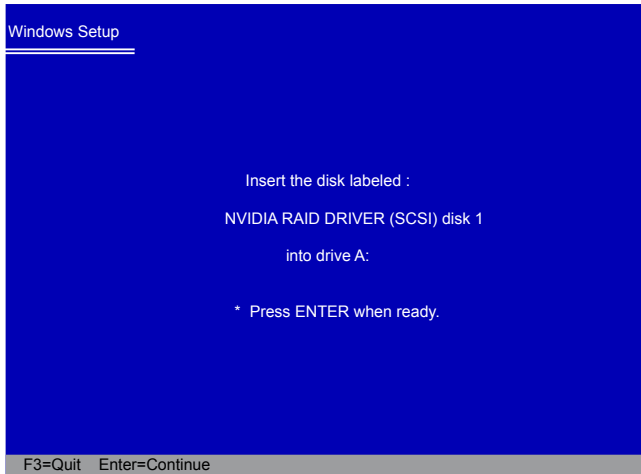 Windows Setup
Insert the disk labeled :
NVIDIA RAID DRIVER (SCSI) disk 1
into drive A:
* Press ENTER when ready.
F3=Quit Enter=Continue